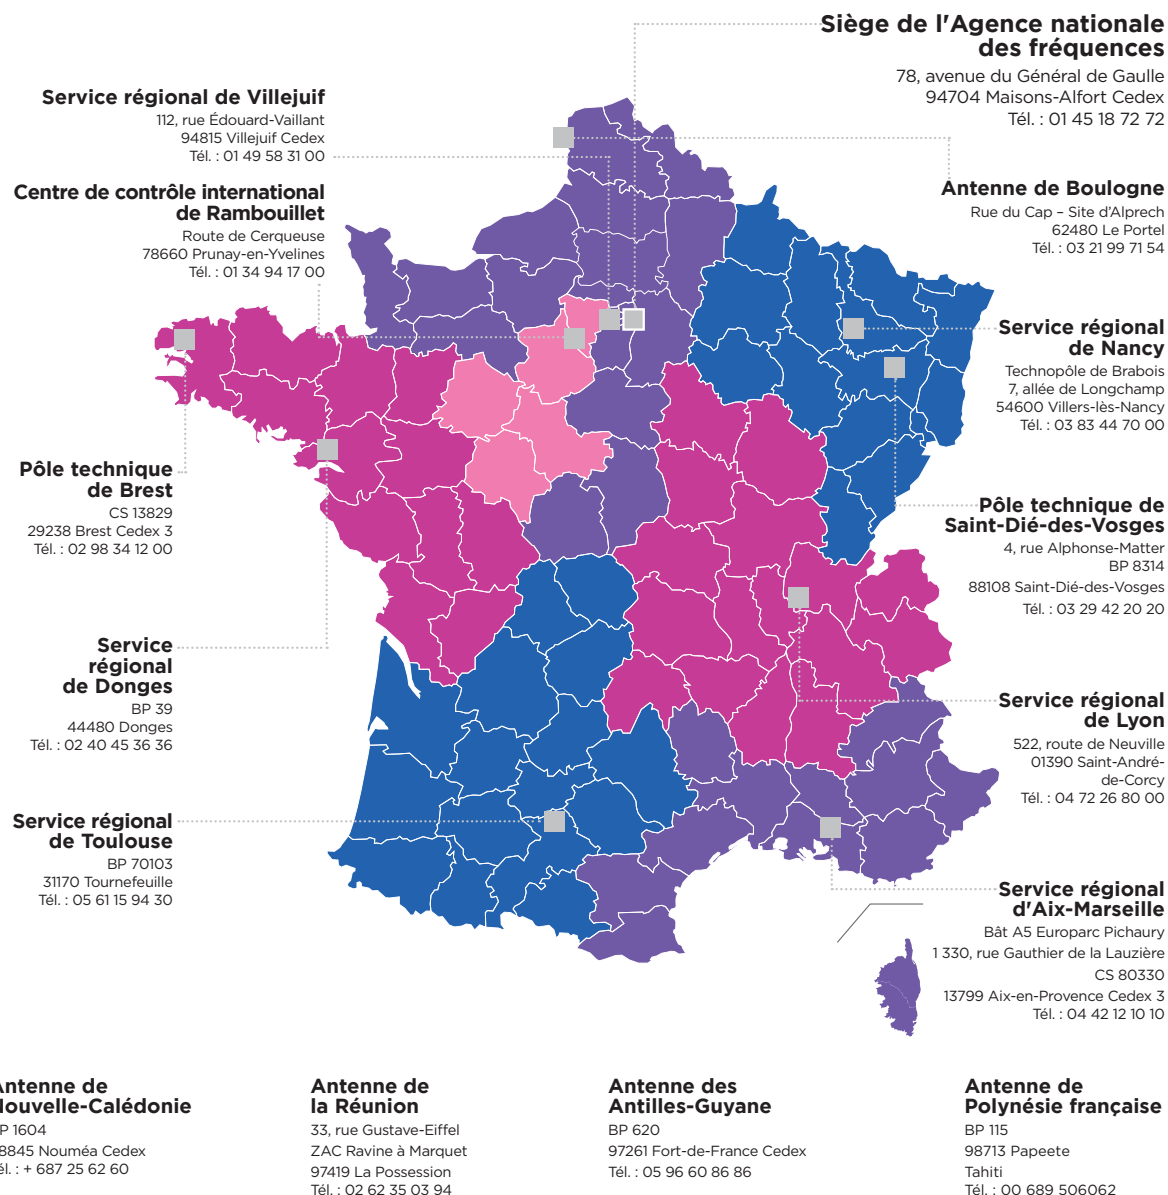 Siège de l'Agence nationale
des fréquences
78, avenue du Général de Gaulle
94704 Maisons-Alfort Cedex
Tél. : 01 45 18 72 72
Service régional de Villejuif
112, rue Édouard-Vaillant
94815 Villejuif Cedex
Tél. : 01 49 58 31 00
Centre de contrôle international
de Rambouillet
Route de Cerqueuse
78660 Prunay-en-Yvelines
Tél. : 01 34 94 17 00
Antenne de Boulogne
Rue du Cap – Site d'Alprech
62480 Le Portel
Tél. : 03 21 99 71 54
Service régional
de Nancy
Technopôle de Brabois
7, allée de Longchamp
54600 Villers-lès-Nancy
Tél. : 03 83 44 70 00
Pôle technique
de Brest
CS 13829
29238 Brest Cedex 3
Tél. : 02 98 34 12 00
Pôle technique de
Saint-Dié-des-Vosges
4, rue Alphonse-Matter
BP 8314
88108 Saint-Dié-des-Vosges
Tél. : 03 29 42 20 20
Service
régional
de Donges
BP 39
44480 Donges
Tél. : 02 40 45 36 36
Service régional
de Lyon
522, route de Neuville
01390 Saint-André-
de-Corcy
Tél. : 04 72 26 80 00
Service régional
de Toulouse
BP 70103
31170 Tournefeuille
Tél. : 05 61 15 94 30
Service régional
d'Aix-Marseille
Bât A5 Europarc Pichaury
1 330, rue Gauthier de la Lauzière
CS 80330
13799 Aix-en-Provence Cedex 3
Tél. : 04 42 12 10 10
Antenne de
Nouvelle-Calédonie
BP 1604
98845 Nouméa Cedex
Tél. : + 687 25 62 60
Antenne de
la Réunion
33, rue Gustave-Eiffel
ZAC Ravine à Marquet
97419 La Possession
Tél. : 02 62 35 03 94
Antenne des
Antilles-Guyane
BP 620
97261 Fort-de-France Cedex
Tél. : 05 96 60 86 86
Antenne de
Polynésie française
BP 115
98713 Papeete
Tahiti
Tél. : 00 689 506062